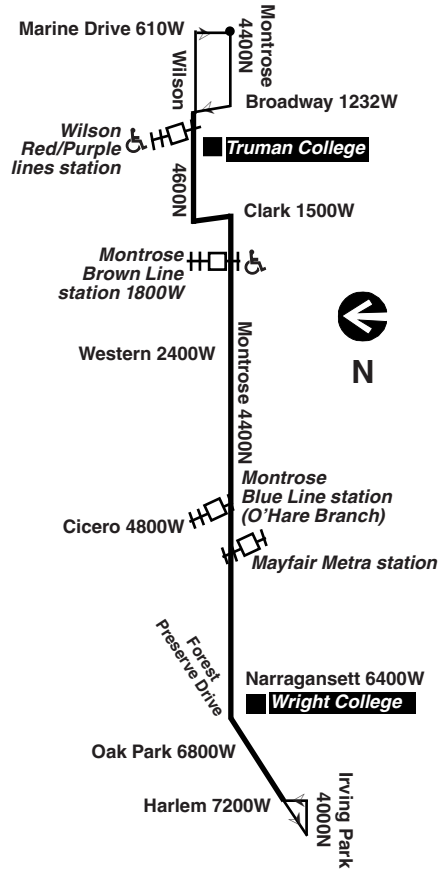 Marine Drive 610W
Wilson
Montrose
4400N
Broadway 1232W
Wilson
Red/Purple
lines station
Truman College
4600N
Clark 1500W
Montrose
Brown Line
station 1800W
Western 2400W
Montrose 4400N
N
Montrose
Blue Line station
(O'Hare Branch)
Cicero 4800W
Mayfair Metra station
Forest
Preserve Drive
Narragansett 6400W
Wright College
Oak Park 6800W
Harlem 7200W
Irving Park
4000N